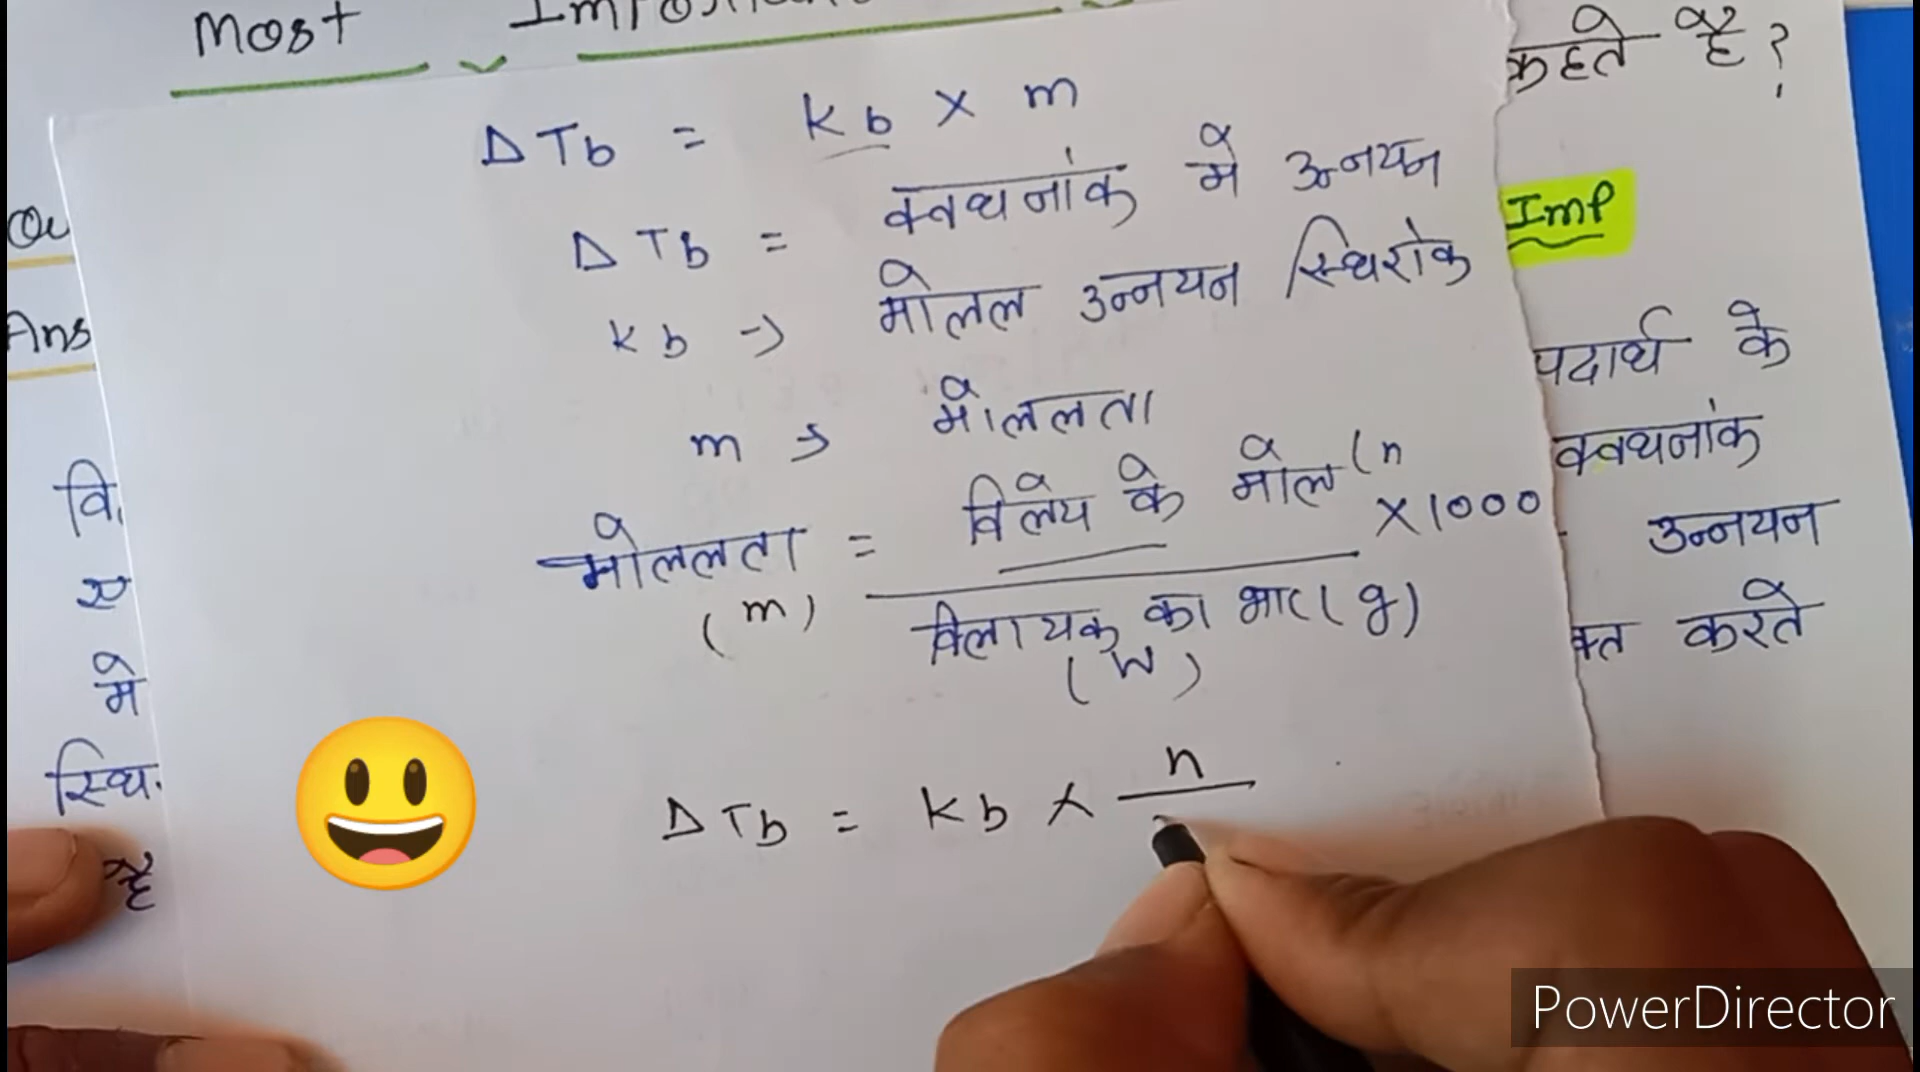 Most
कहते है?
ΔTb = Kb × m
ΔTb = क्वथनांक मे उन्नयन
Imp
Kb → मोलल उन्नयन स्थिरांक
Ans
पदार्थ के
m → मोललता
क्वथनांक
मोललता = विलेय के मोल (n × 1000
(m) विलायक का भार (g)
(W)
उन्नयन
करते
मे
है
ΔTb = Kb × n
PowerDirector